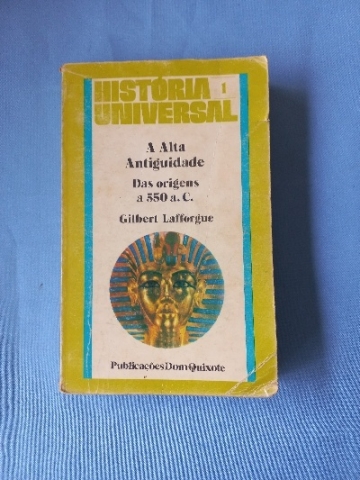 HISTÓRIA 1
UNIVERSAL
A Alta
Antiguidade
Das origens
a 550 a. C.
Gilbert Lafforgue
Publicações Dom Quixote